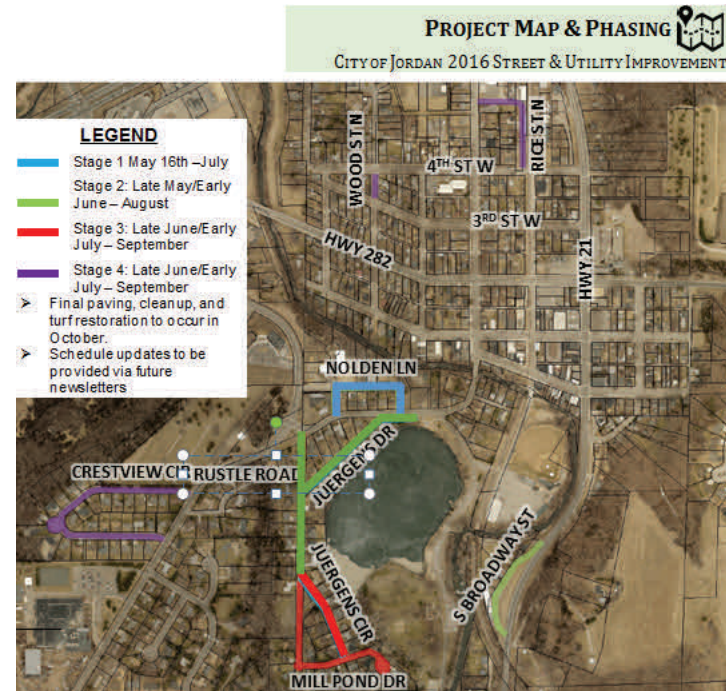 PROJECT MAP & PHASING
CITY OF JORDAN 2016 STREET & UTILITY IMPROVEMENT
LEGEND
Stage 1 May 16th –July
Stage 2: Late May/Early
June – August
Stage 3: Late June/Early
July – September
Stage 4: Late June/Early
July – September
➢ Final paving, cleanup, and
turf restoration to occur in
October.
➢ Schedule updates to be
provided via future
newsletters
WOOD ST N
4TH ST W
RICE ST N
3RD ST W
HWY 282
HWY 21
NOLDEN LN
JUERGENS DR
CRESTVIEW CIR
RUSTLE ROAD
JUERGENS CIR
S BROADWAY ST
MILL POND DR